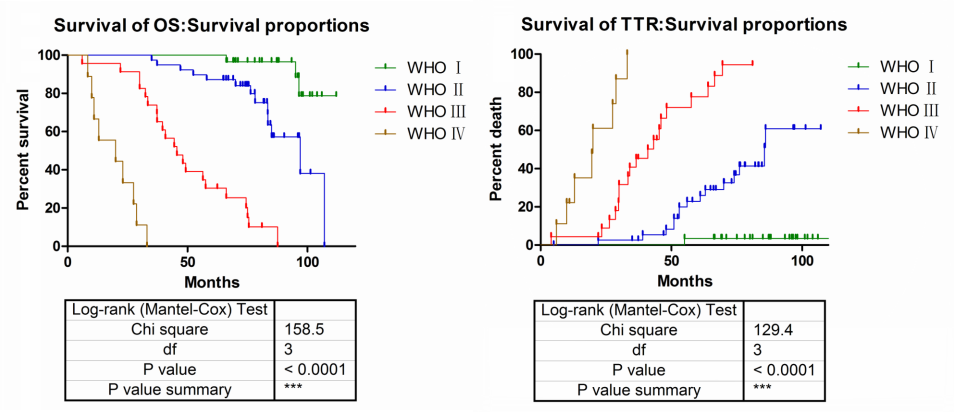 Survival of OS:Survival proportions
Percent survival
100
80
60
40
20
0
0 50 100
Months
WHO Ⅰ
WHO Ⅱ
WHO Ⅲ
WHO Ⅳ
Log-rank (Mantel-Cox) Test
Chi square 158.5
df 3
P value < 0.0001
P value summary ***
Survival of TTR:Survival proportions
Percent death
100
80
60
40
20
0
0 50 100
Months
WHO Ⅰ
WHO Ⅱ
WHO Ⅲ
WHO Ⅳ
Log-rank (Mantel-Cox) Test
Chi square 129.4
df 3
P value < 0.0001
P value summary ***